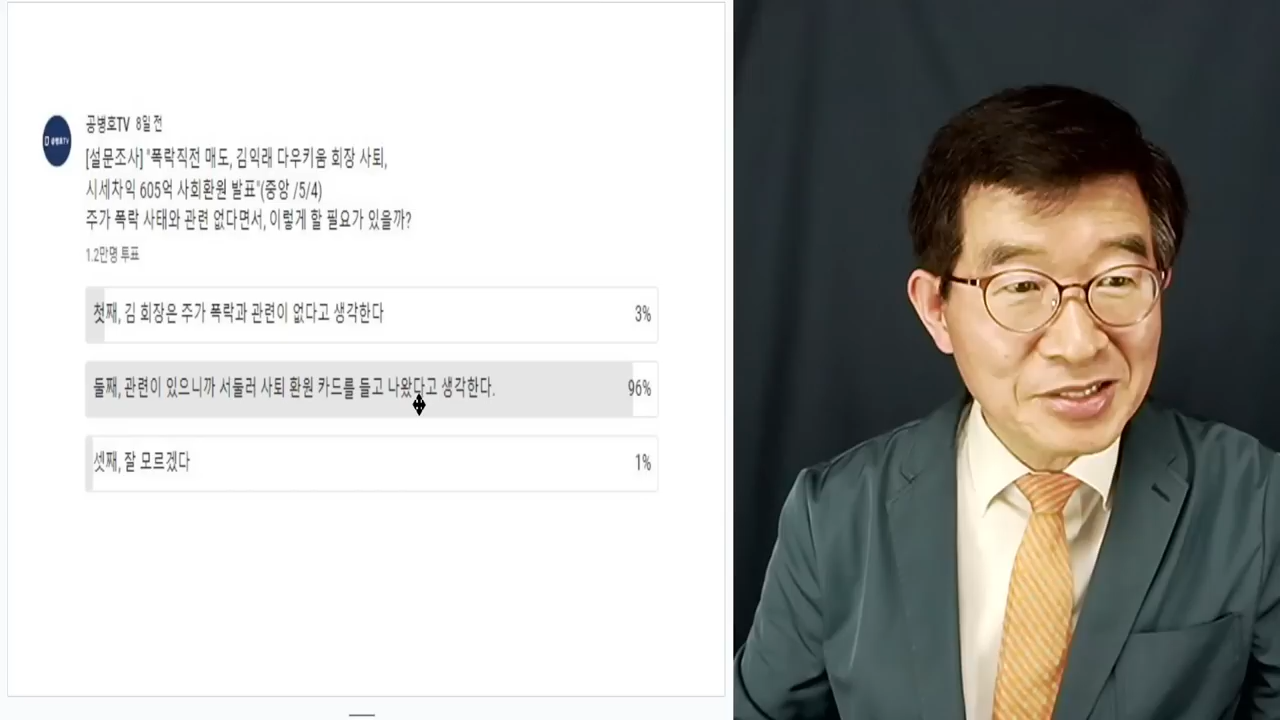 공병호TV 8일 전
공병호TV
[설문조사] "폭락직전 매도, 김익래 다우키움 회장 사퇴,
시세차익 605억 사회환원 발표"(중앙 /5/4)
주가 폭락 사태와 관련 없다면서, 이렇게 할 필요가 있을까?
1.2만명 투표
첫째, 김 회장은 주가 폭락과 관련이 없다고 생각한다 3%
둘째, 관련이 있으니까 서둘러 사퇴 환원 카드를 들고 나왔다고 생각한다. 96%
셋째, 잘 모르겠다 1%